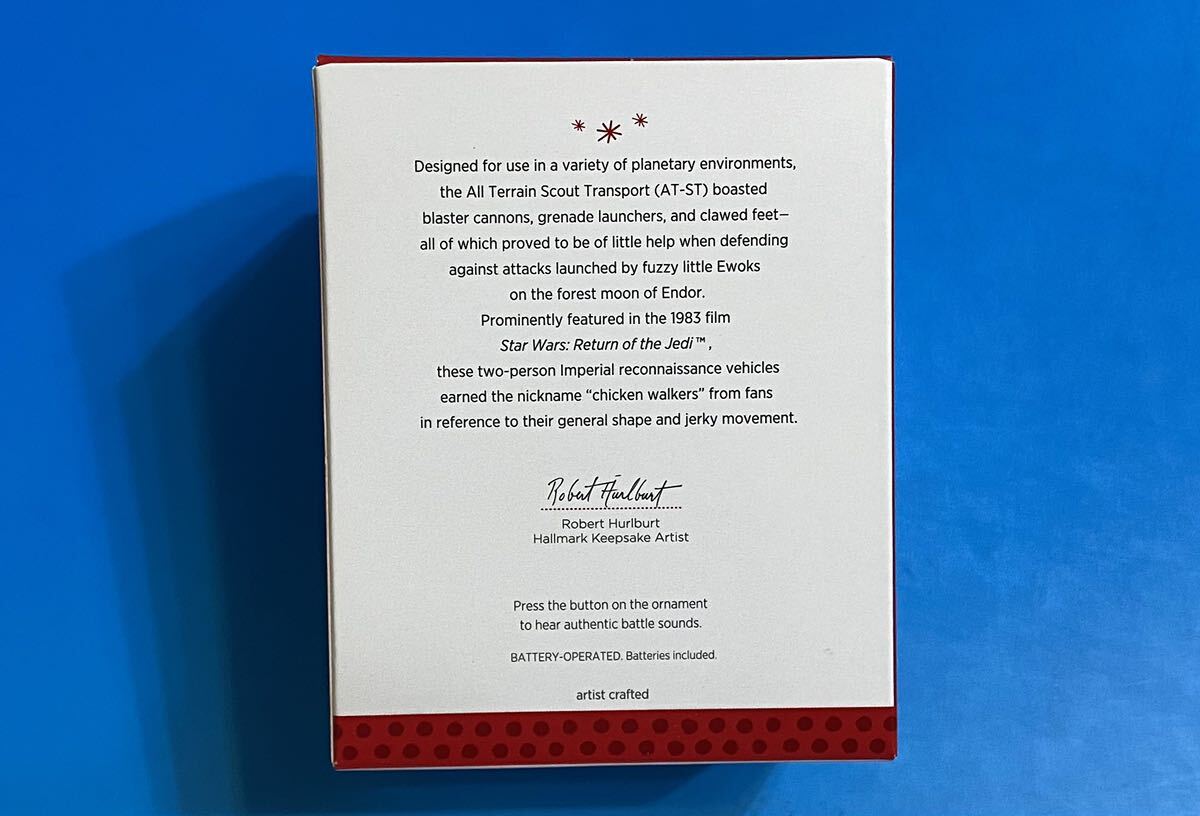 Designed for use in a variety of planetary environments,
the All Terrain Scout Transport (AT-ST) boasted
blaster cannons, grenade launchers, and clawed feet—
all of which proved to be of little help when defending
against attacks launched by fuzzy little Ewoks
on the forest moon of Endor.
Prominently featured in the 1983 film
Star Wars: Return of the Jedi™,
these two-person Imperial reconnaissance vehicles
earned the nickname “chicken walkers” from fans
in reference to their general shape and jerky movement.
Robert Hurlburt
Robert Hurlburt
Hallmark Keepsake Artist
Press the button on the ornament
to hear authentic battle sounds.
BATTERY-OPERATED. Batteries included.
artist crafted